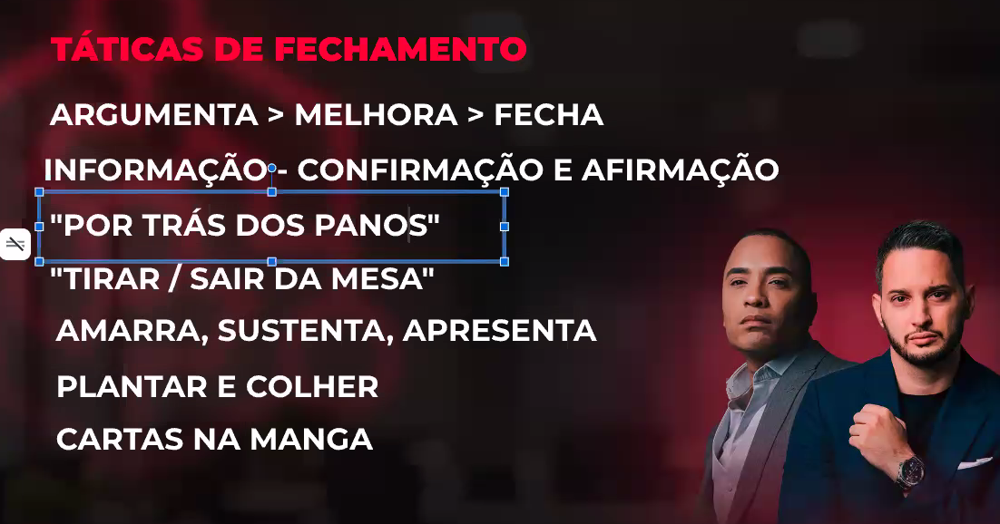 TÁTICAS DE FECHAMENTO
ARGUMENTA > MELHORA > FECHA
INFORMAÇÃO - CONFIRMAÇÃO E AFIRMAÇÃO
"POR TRÁS DOS PANOS"
"TIRAR / SAIR DA MESA"
AMARRA, SUSTENTA, APRESENTA
PLANTAR E COLHER
CARTAS NA MANGA